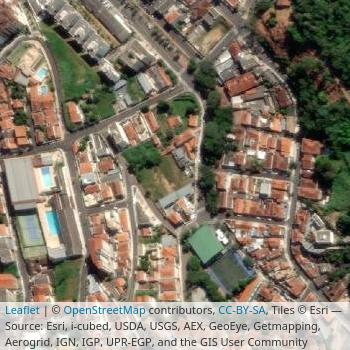 Leaflet | © OpenStreetMap contributors, CC-BY-SA, Tiles © Esri —
Source: Esri, i-cubed, USDA, USGS, AEX, GeoEye, Getmapping,
Aerogrid, IGN, IGP, UPR-EGP, and the GIS User Community